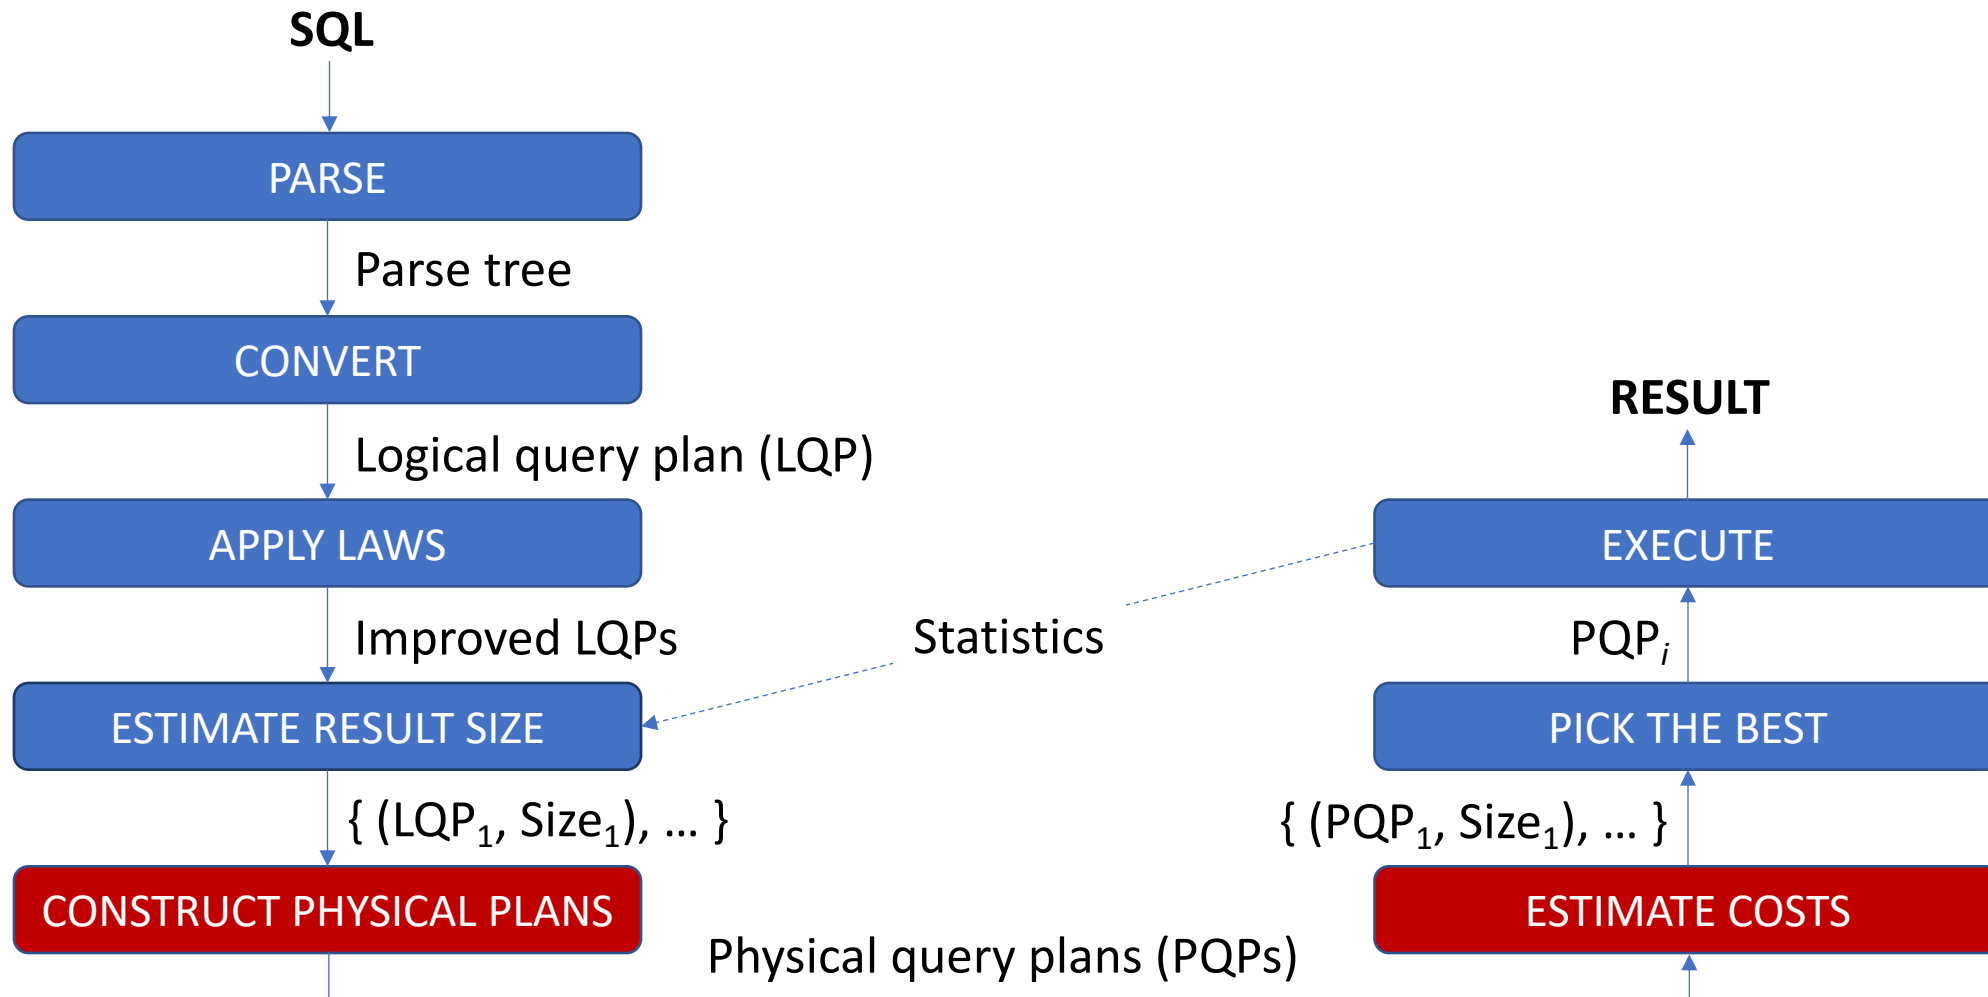 SQL
PARSE
Parse tree
CONVERT
Logical query plan (LQP)
APPLY LAWS
Improved LQPs
ESTIMATE RESULT SIZE
{ (LQP₁, Size₁), ... }
CONSTRUCT PHYSICAL PLANS
Statistics
Physical query plans (PQPs)
RESULT
EXECUTE
PQPᵢ
PICK THE BEST
{ (PQP₁, Size₁), ... }
ESTIMATE COSTS